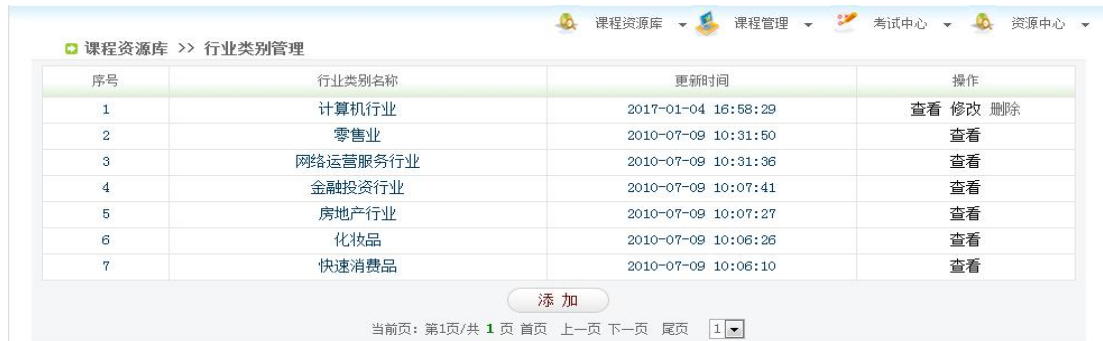 课程资源库 课程管理 考试中心 资源中心
课程资源库 >> 行业类别管理
序号 行业类别名称 更新时间 操作
1 计算机行业 2017-01-04 16:58:29 查看 修改 删除
2 零售业 2010-07-09 10:31:50 查看
3 网络运营服务行业 2010-07-09 10:31:36 查看
4 金融投资行业 2010-07-09 10:07:41 查看
5 房地产行业 2010-07-09 10:07:27 查看
6 化妆品 2010-07-09 10:06:26 查看
7 快速消费品 2010-07-09 10:06:10 查看
添 加
当前页: 第1页/共 1 页 首页 上一页 下一页 尾页 1